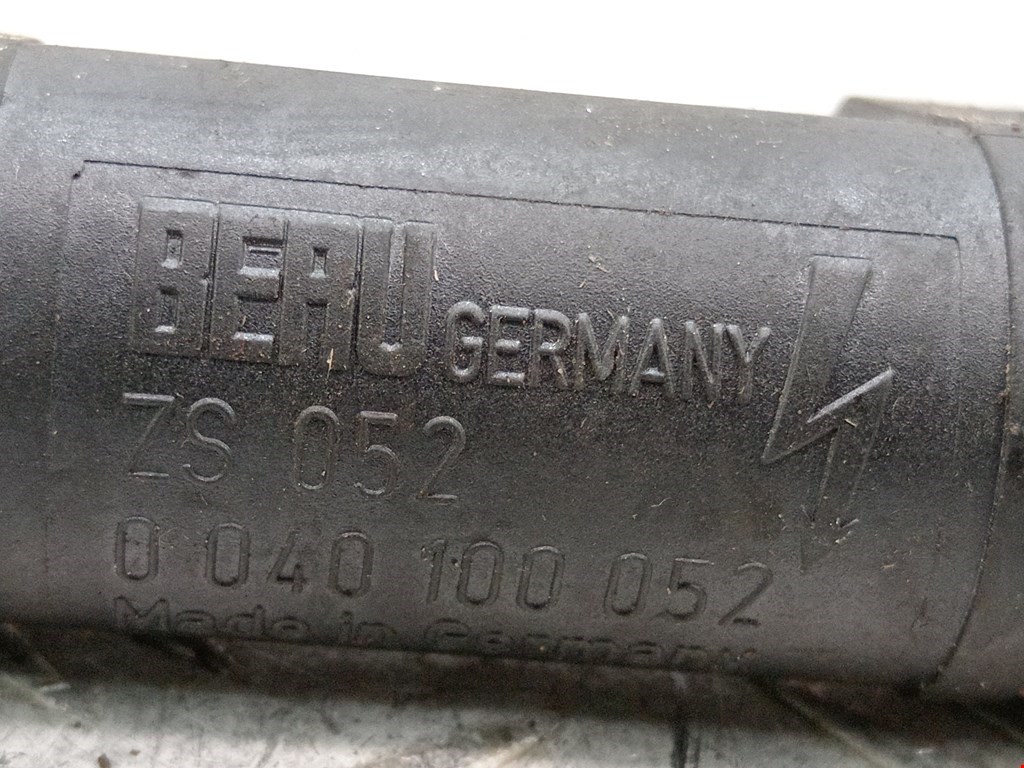 BERU GERMANY
ZS 052
0 040 100 052
Made in Germany